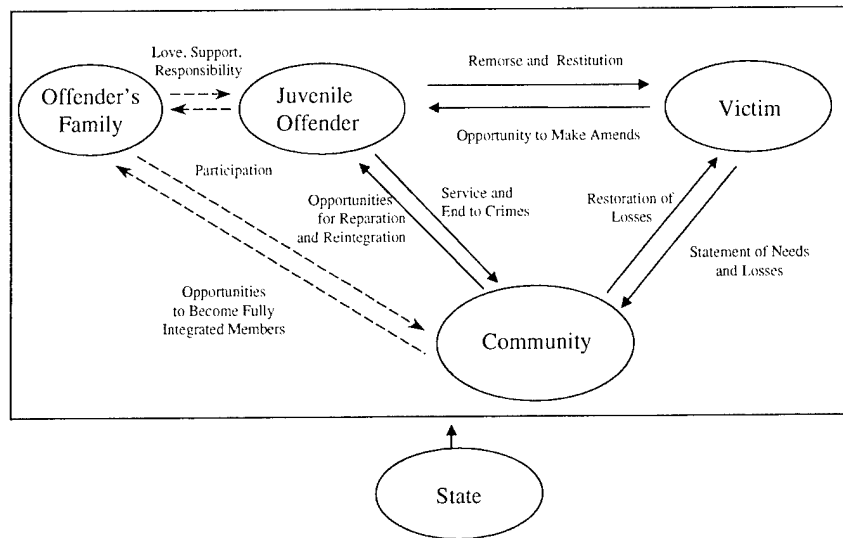 Love, Support,
Responsibility
Offender's
Family
Juvenile
Offender
Remorse and Restitution
Opportunity to Make Amends
Victim
Participation
Opportunities
for Reparation
and Reintegration
Service and
End to Crimes
Restoration of
Losses
Statement of Needs
and Losses
Opportunities
to Become Fully
Integrated Members
Community
State